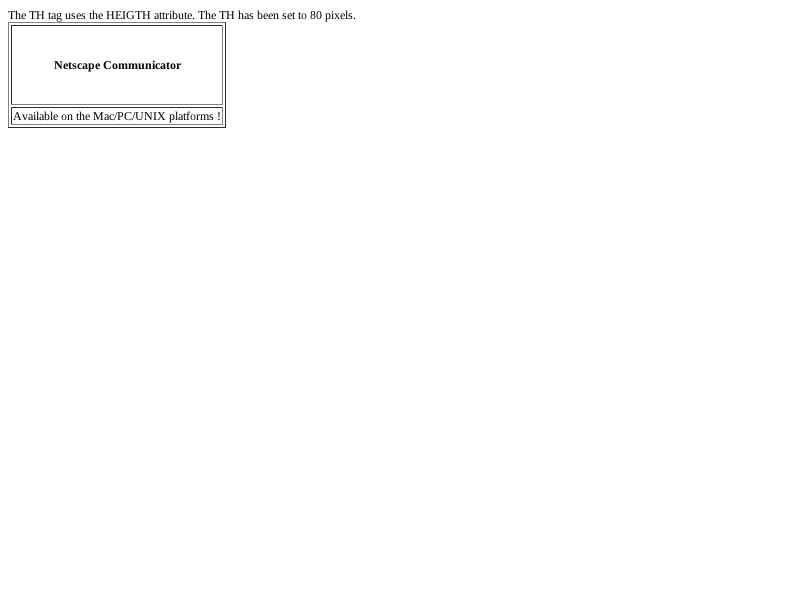 The TH tag uses the HEIGTH attribute. The TH has been set to 80 pixels.
Netscape Communicator
Available on the Mac/PC/UNIX platforms !